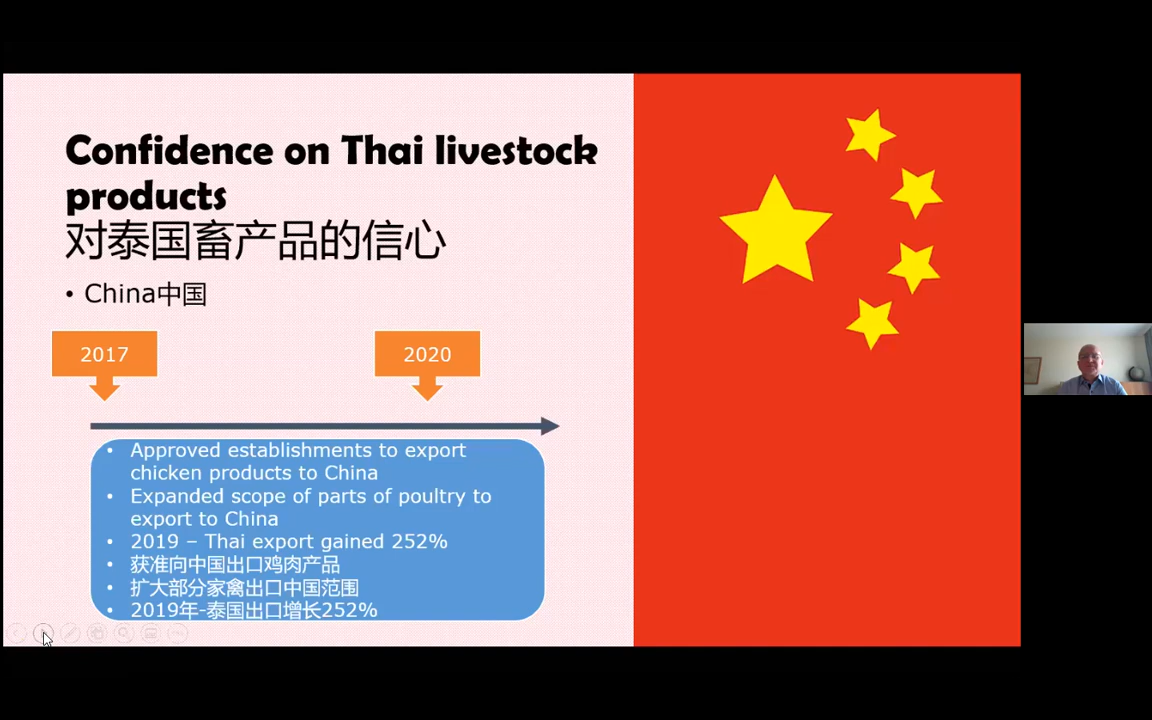 Confidence on Thai livestock
products
对泰国畜产品的信心
• China中国
2017
2020
• Approved establishments to export
chicken products to China
• Expanded scope of parts of poultry to
export to China
• 2019 – Thai export gained 252%
• 获准向中国出口鸡肉产品
• 扩大部分家禽出口中国范围
• 2019年-泰国出口增长252%